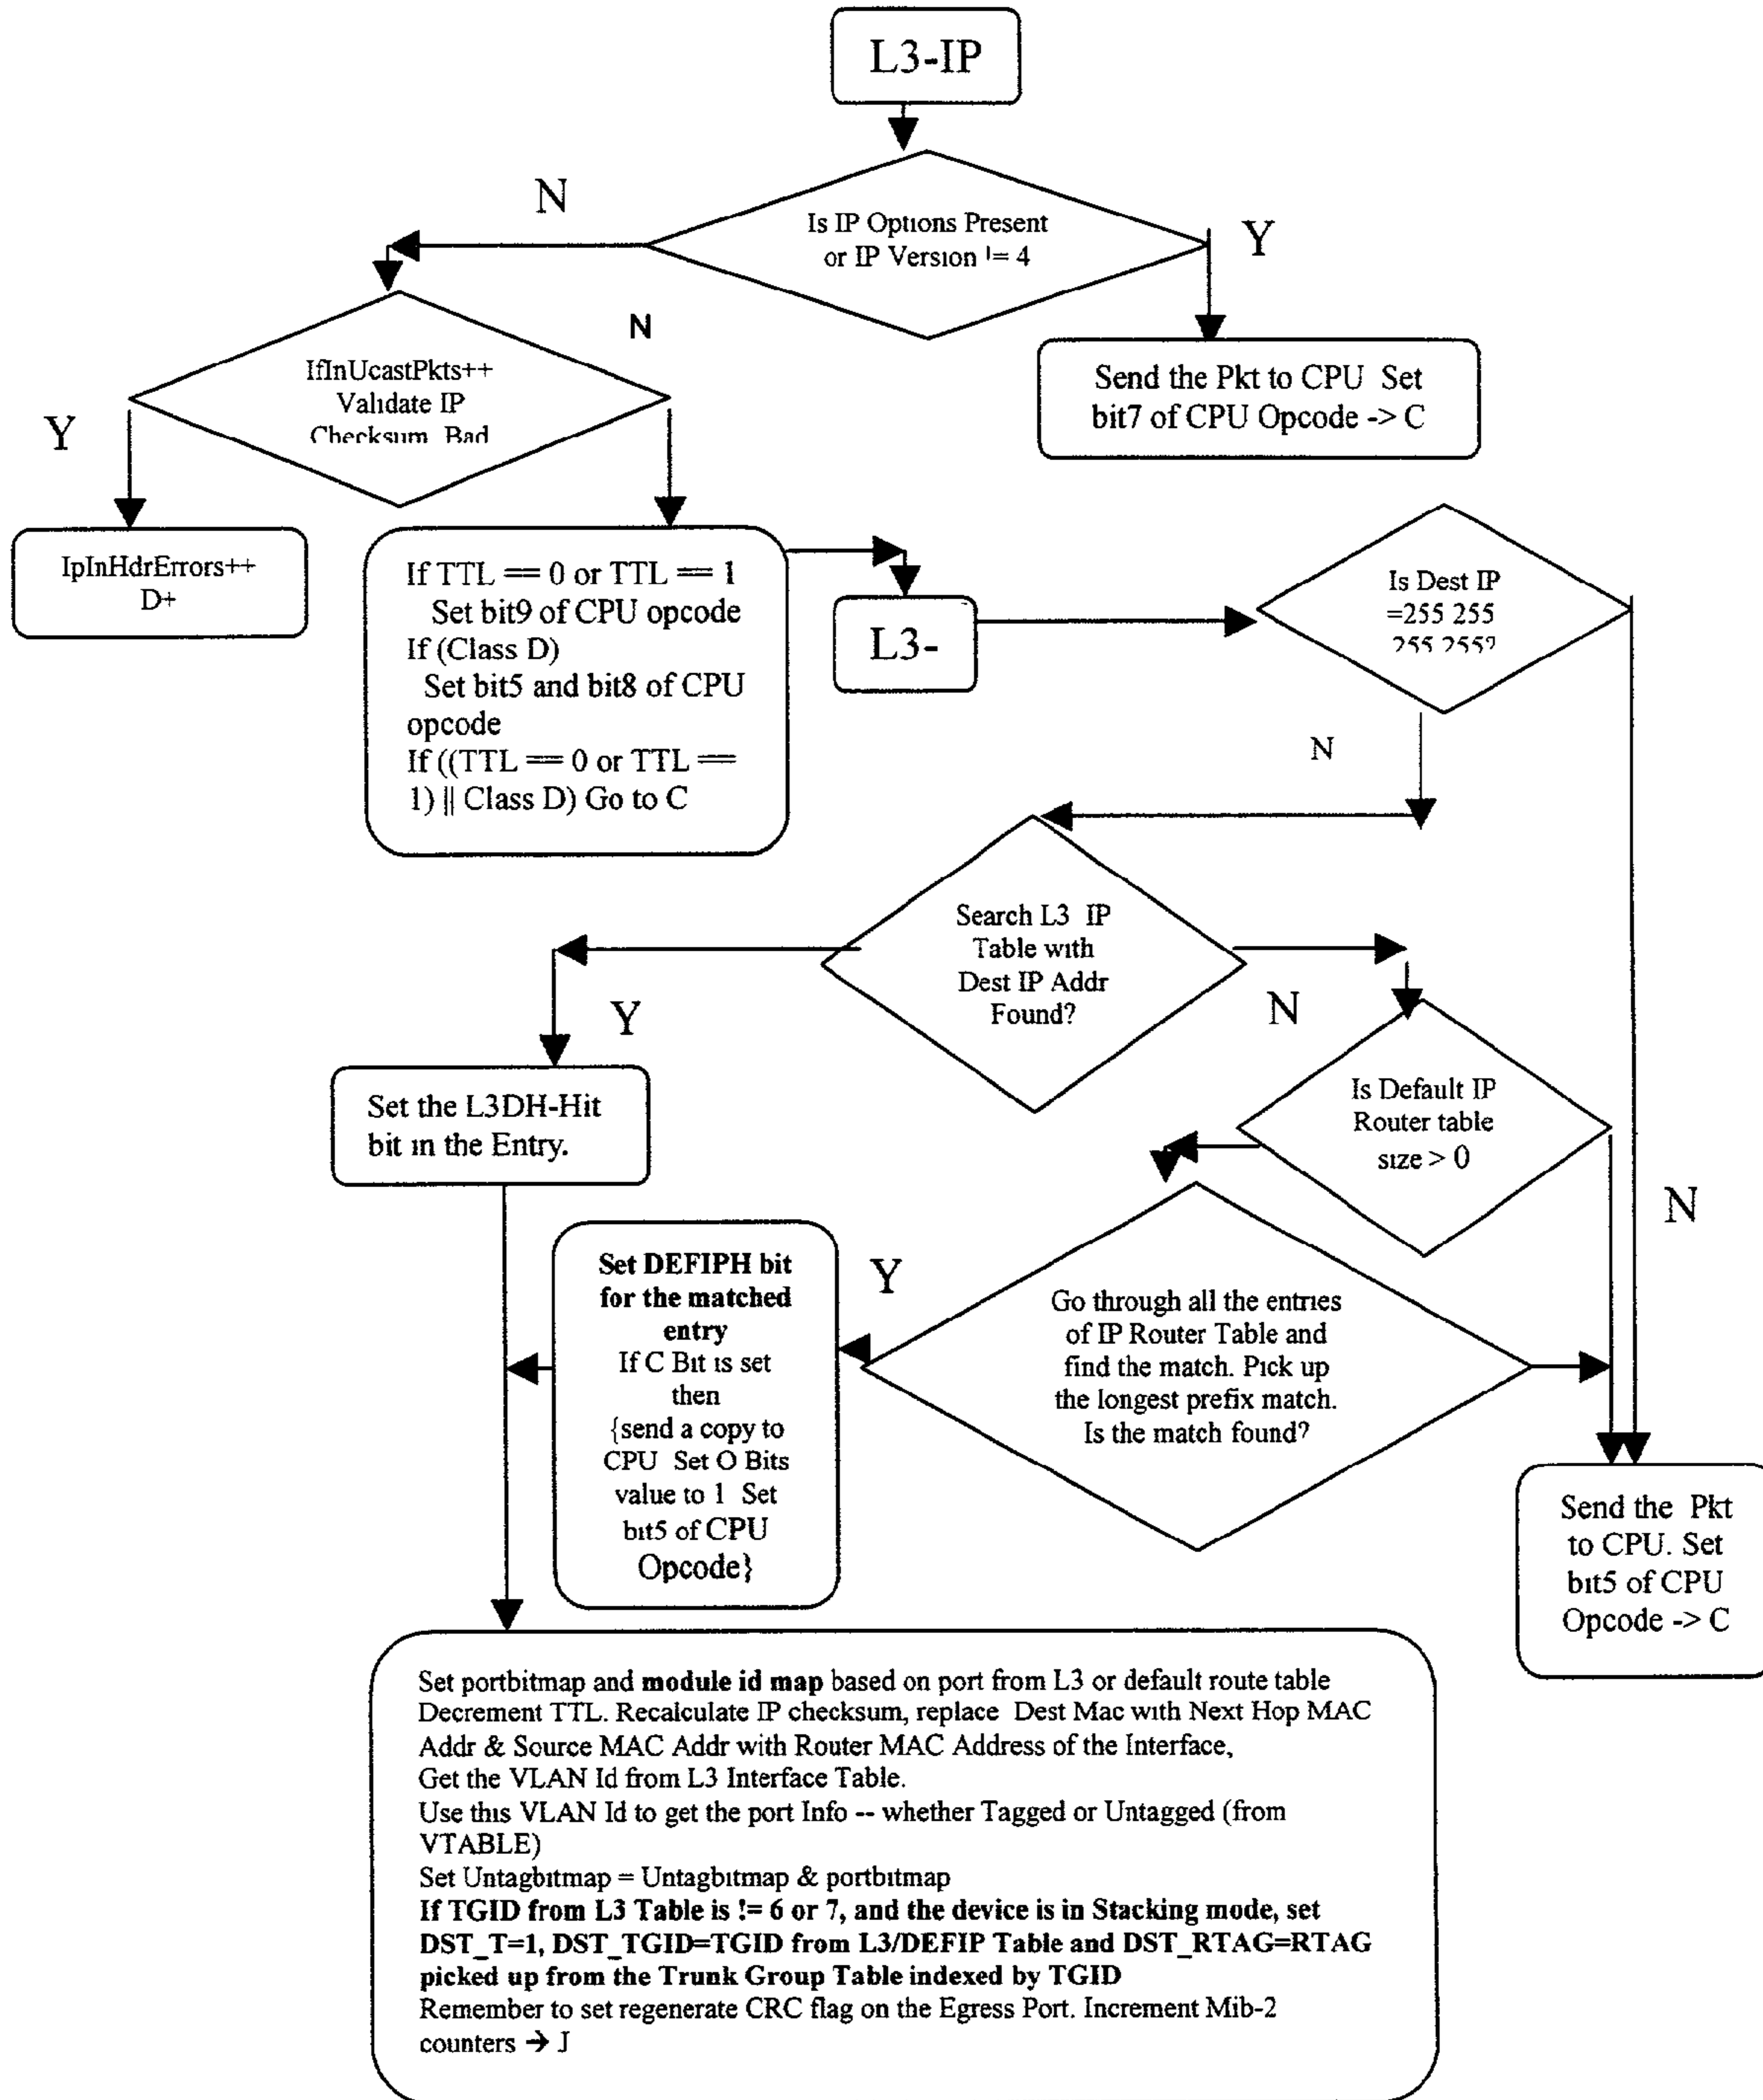 L3-IP
N
Is IP Options Present
or IP Version != 4
Y
N
IfInUcastPkts++
Validate IP
Checksum Bad
Y
Send the Pkt to CPU Set
bit7 of CPU Opcode -> C
IpInHdrErrors++
D+
If TTL == 0 or TTL == 1
Set bit9 of CPU opcode
If (Class D)
Set bit5 and bit8 of CPU
opcode
If ((TTL == 0 or TTL ==
1) || Class D) Go to C
L3-
Is Dest IP
=255 255
255 255?
N
Search L3 IP
Table with
Dest IP Addr
Found?
Y
N
Set the L3DH-Hit
bit in the Entry.
Is Default IP
Router table
size > 0
N
Set DEFIPH bit
for the matched
entry
If C Bit is set
then
{send a copy to
CPU Set O Bits
value to 1 Set
bit5 of CPU
Opcode}
Y
Go through all the entries
of IP Router Table and
find the match. Pick up
the longest prefix match.
Is the match found?
Send the Pkt
to CPU. Set
bit5 of CPU
Opcode -> C
Set portbitmap and module id map based on port from L3 or default route table
Decrement TTL. Recalculate IP checksum, replace Dest Mac with Next Hop MAC
Addr & Source MAC Addr with Router MAC Address of the Interface,
Get the VLAN Id from L3 Interface Table.
Use this VLAN Id to get the port Info -- whether Tagged or Untagged (from
VTABLE)
Set Untagbitmap = Untagbitmap & portbitmap
If TGID from L3 Table is != 6 or 7, and the device is in Stacking mode, set
DST_T=1, DST_TGID=TGID from L3/DEFIP Table and DST_RTAG=RTAG
picked up from the Trunk Group Table indexed by TGID
Remember to set regenerate CRC flag on the Egress Port. Increment Mib-2
counters → J